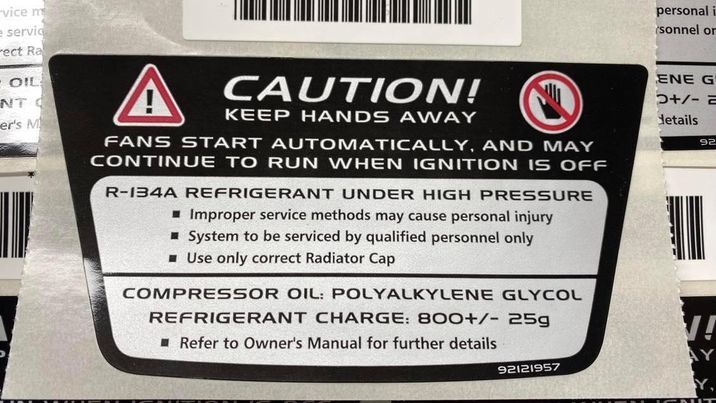 CAUTION!
KEEP HANDS AWAY
FANS START AUTOMATICALLY, AND MAY
CONTINUE TO RUN WHEN IGNITION IS OFF
R-134A REFRIGERANT UNDER HIGH PRESSURE
▪ Improper service methods may cause personal injury
▪ System to be serviced by qualified personnel only
▪ Use only correct Radiator Cap
COMPRESSOR OIL: POLYALKYLENE GLYCOL
REFRIGERANT CHARGE: 800+/- 25g
▪ Refer to Owner's Manual for further details
92121957